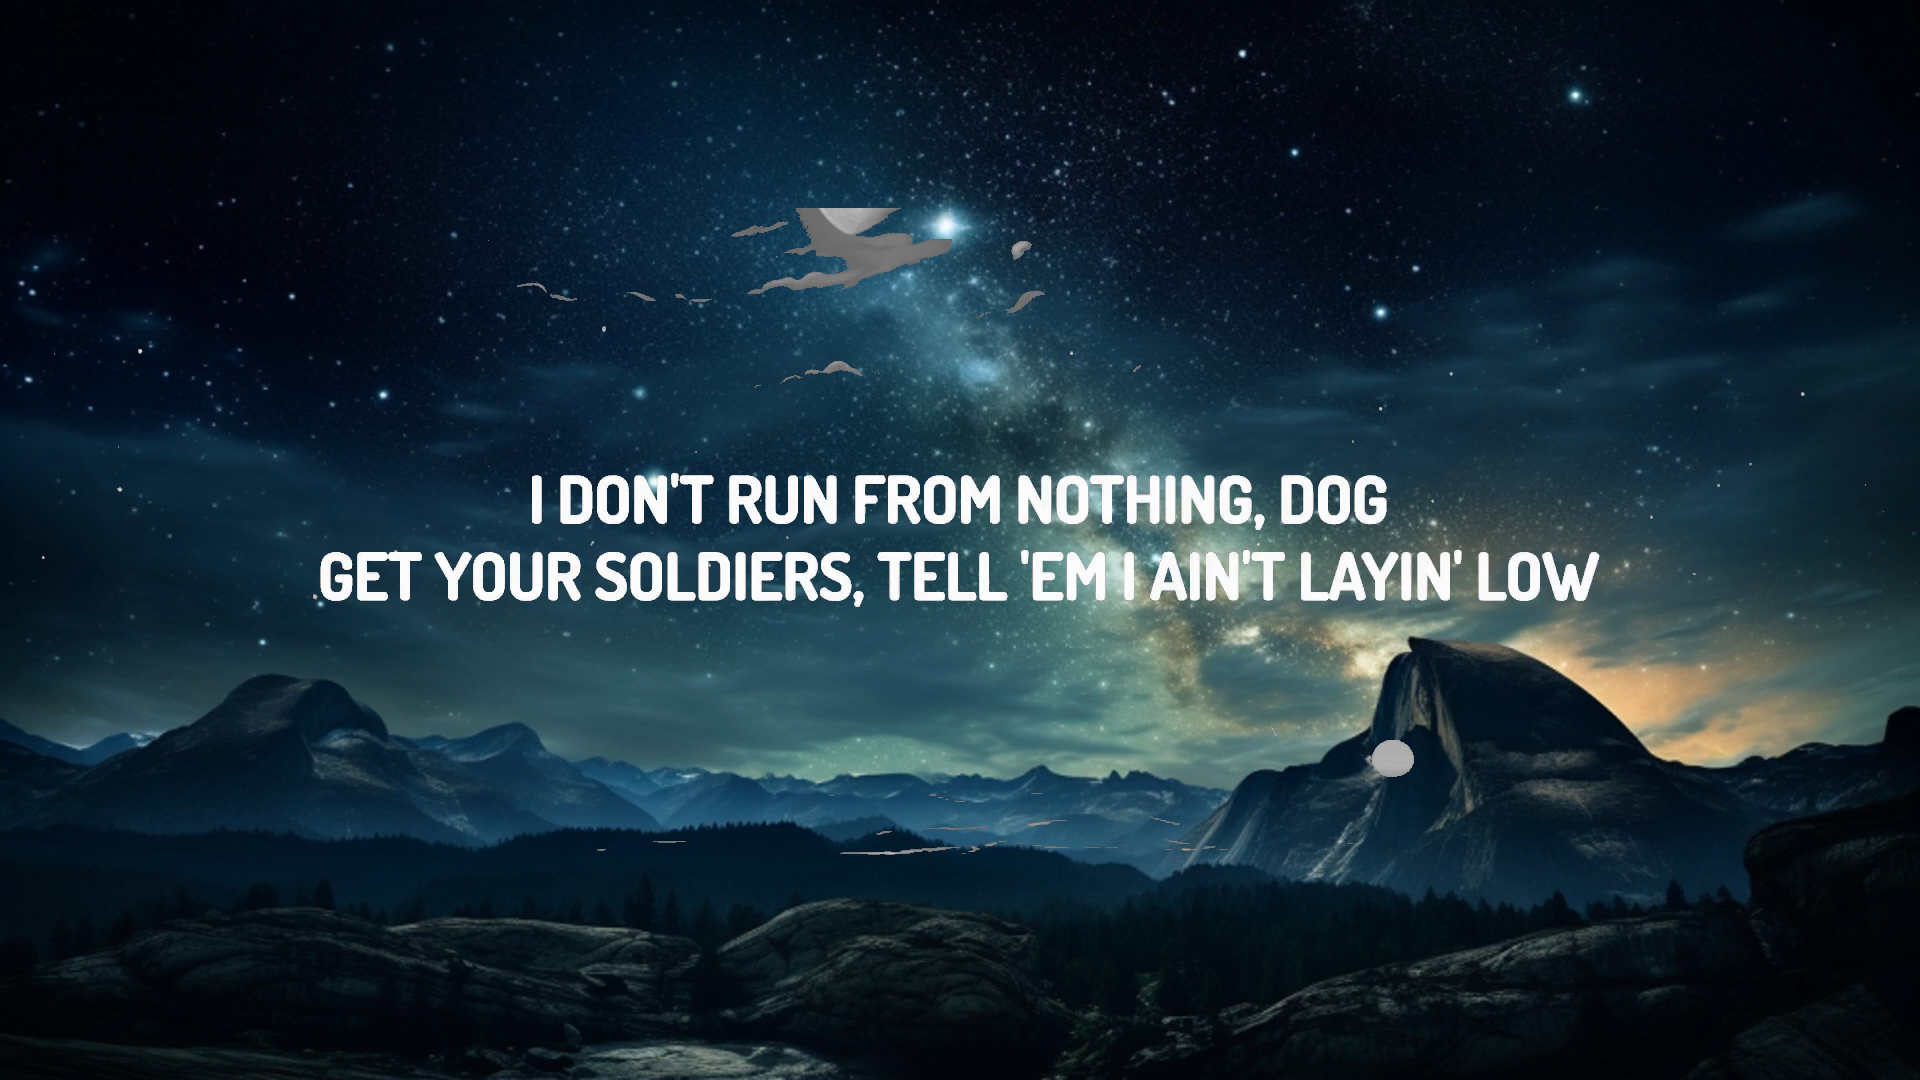 I DON'T RUN FROM NOTHING, DOG
GET YOUR SOLDIERS, TELL 'EM I AIN'T LAYIN' LOW